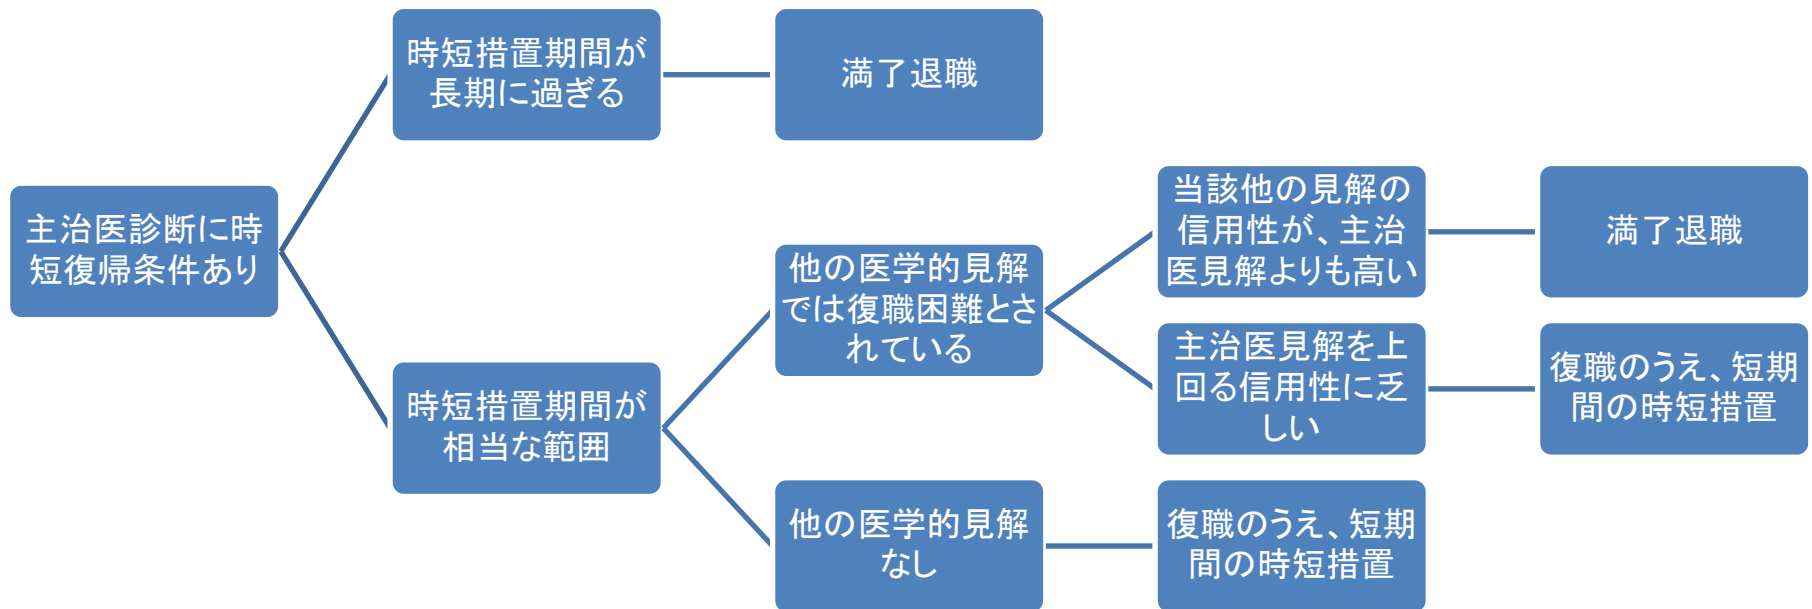 時短措置期間が
長期に過ぎる
満了退職
主治医診断に時
短復帰条件あり
時短措置期間が
相当な範囲
他の医学的見解
では復職困難とさ
れている
当該他の見解の
信用性が、主治
医見解よりも高い
満了退職
主治医見解を上
回る信用性に乏
しい
復職のうえ、短期
間の時短措置
他の医学的見解
なし
復職のうえ、短期
間の時短措置